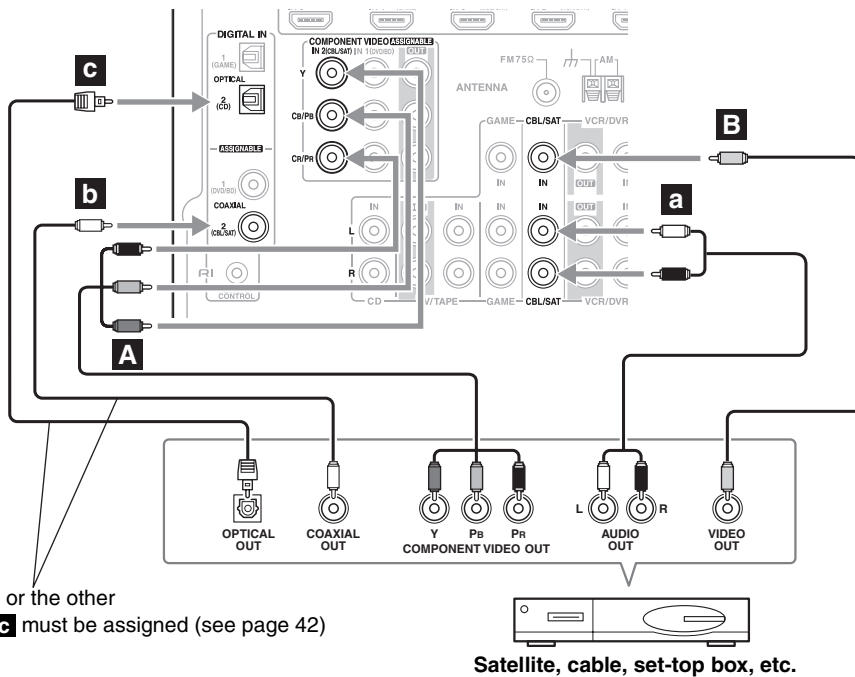 DIGITAL IN
1
(GAME)
OPTICAL
2
(CD)
ASSIGNABLE
1
(DVD/BD)
COAXIAL
2
(CBL/SAT)
RI
CONTROL
COMPONENT VIDEO ASSIGNABLE
IN 2(CBL/SAT) IN 1(DVD/BD) OUT
Y
CB/PB
CR/PR
FM 75Ω
AM
ANTENNA
GAME CBL/SAT VCR/DVR
IN IN OUT
IN IN IN IN OUT
L
R
CD TV/TAPE GAME CBL/SAT VCR/DVR
c
b
A
B
a
OPTICAL
OUT
COAXIAL
OUT
Y PB PR
COMPONENT VIDEO OUT
L R
AUDIO
OUT
VIDEO
OUT
or the other
c must be assigned (see page 42)
Satellite, cable, set-top box, etc.